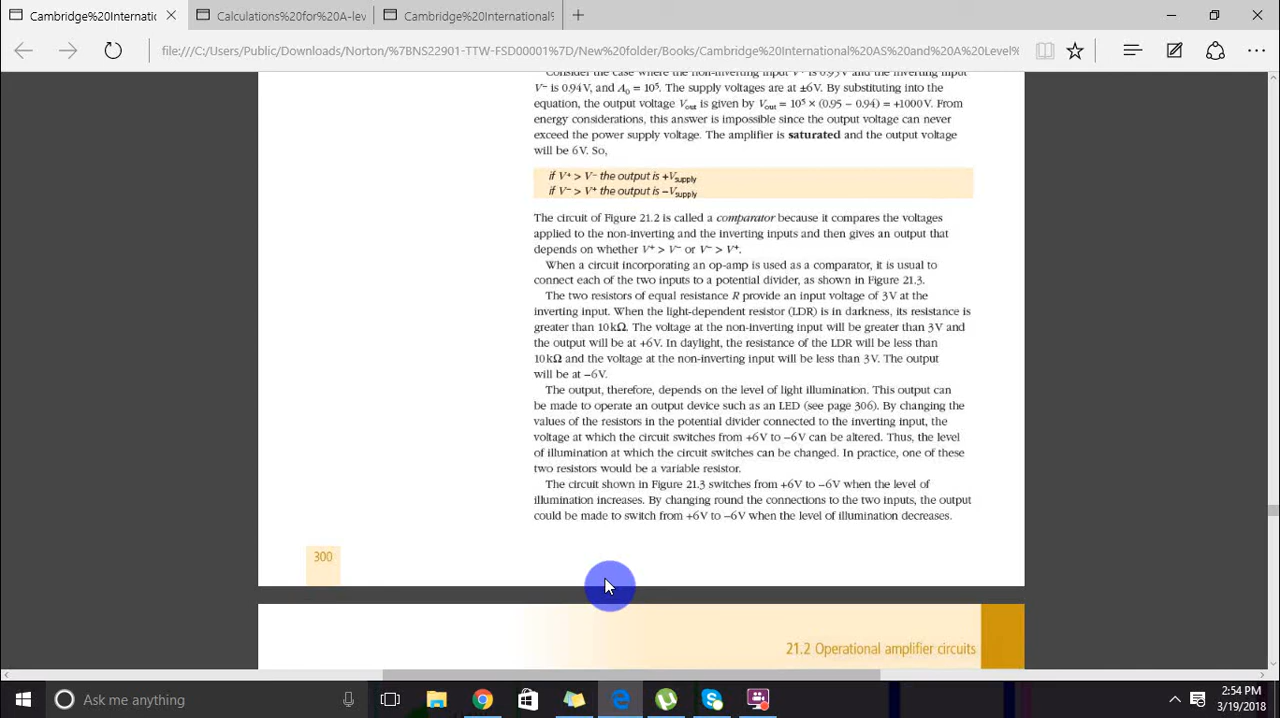 Cambridge%20Internatic
Calculations%20for%20A-lev
Cambridge%20International%
file:///C:/Users/Public/Downloads/Norton/%7BNS22901-TTW-FSD00001%7D/New%20folder/Books/Cambridge%20International%20AS%20and%20A%20Level%
Consider the case where the non-inverting input V⁺ is 0.95V and the inverting input
V⁻ is 0.94V, and A₀ = 10⁵. The supply voltages are at ±6V. By substituting into the
equation, the output voltage Vout is given by Vout = 10⁵ × (0.95 – 0.94) = +1000V. From
energy considerations, this answer is impossible since the output voltage can never
exceed the power supply voltage. The amplifier is saturated and the output voltage
will be 6V. So,
if V⁺ > V⁻ the output is +Vsupply
if V⁻ > V⁺ the output is −Vsupply
The circuit of Figure 21.2 is called a comparator because it compares the voltages
applied to the non-inverting and the inverting inputs and then gives an output that
depends on whether V⁺ > V⁻ or V⁻ > V⁺.
When a circuit incorporating an op-amp is used as a comparator, it is usual to
connect each of the two inputs to a potential divider, as shown in Figure 21.3.
The two resistors of equal resistance R provide an input voltage of 3V at the
inverting input. When the light-dependent resistor (LDR) is in darkness, its resistance is
greater than 10kΩ. The voltage at the non-inverting input will be greater than 3V and
the output will be at +6V. In daylight, the resistance of the LDR will be less than
10kΩ and the voltage at the non-inverting input will be less than 3V. The output
will be at −6V.
The output, therefore, depends on the level of light illumination. This output can
be made to operate an output device such as an LED (see page 306). By changing the
values of the resistors in the potential divider connected to the inverting input, the
voltage at which the circuit switches from +6V to −6V can be altered. Thus, the level
of illumination at which the circuit switches can be changed. In practice, one of these
two resistors would be a variable resistor.
The circuit shown in Figure 21.3 switches from +6V to −6V when the level of
illumination increases. By changing round the connections to the two inputs, the output
could be made to switch from +6V to −6V when the level of illumination decreases.
300
21.2 Operational amplifier circuits
Ask me anything
2:54 PM
3/19/2018